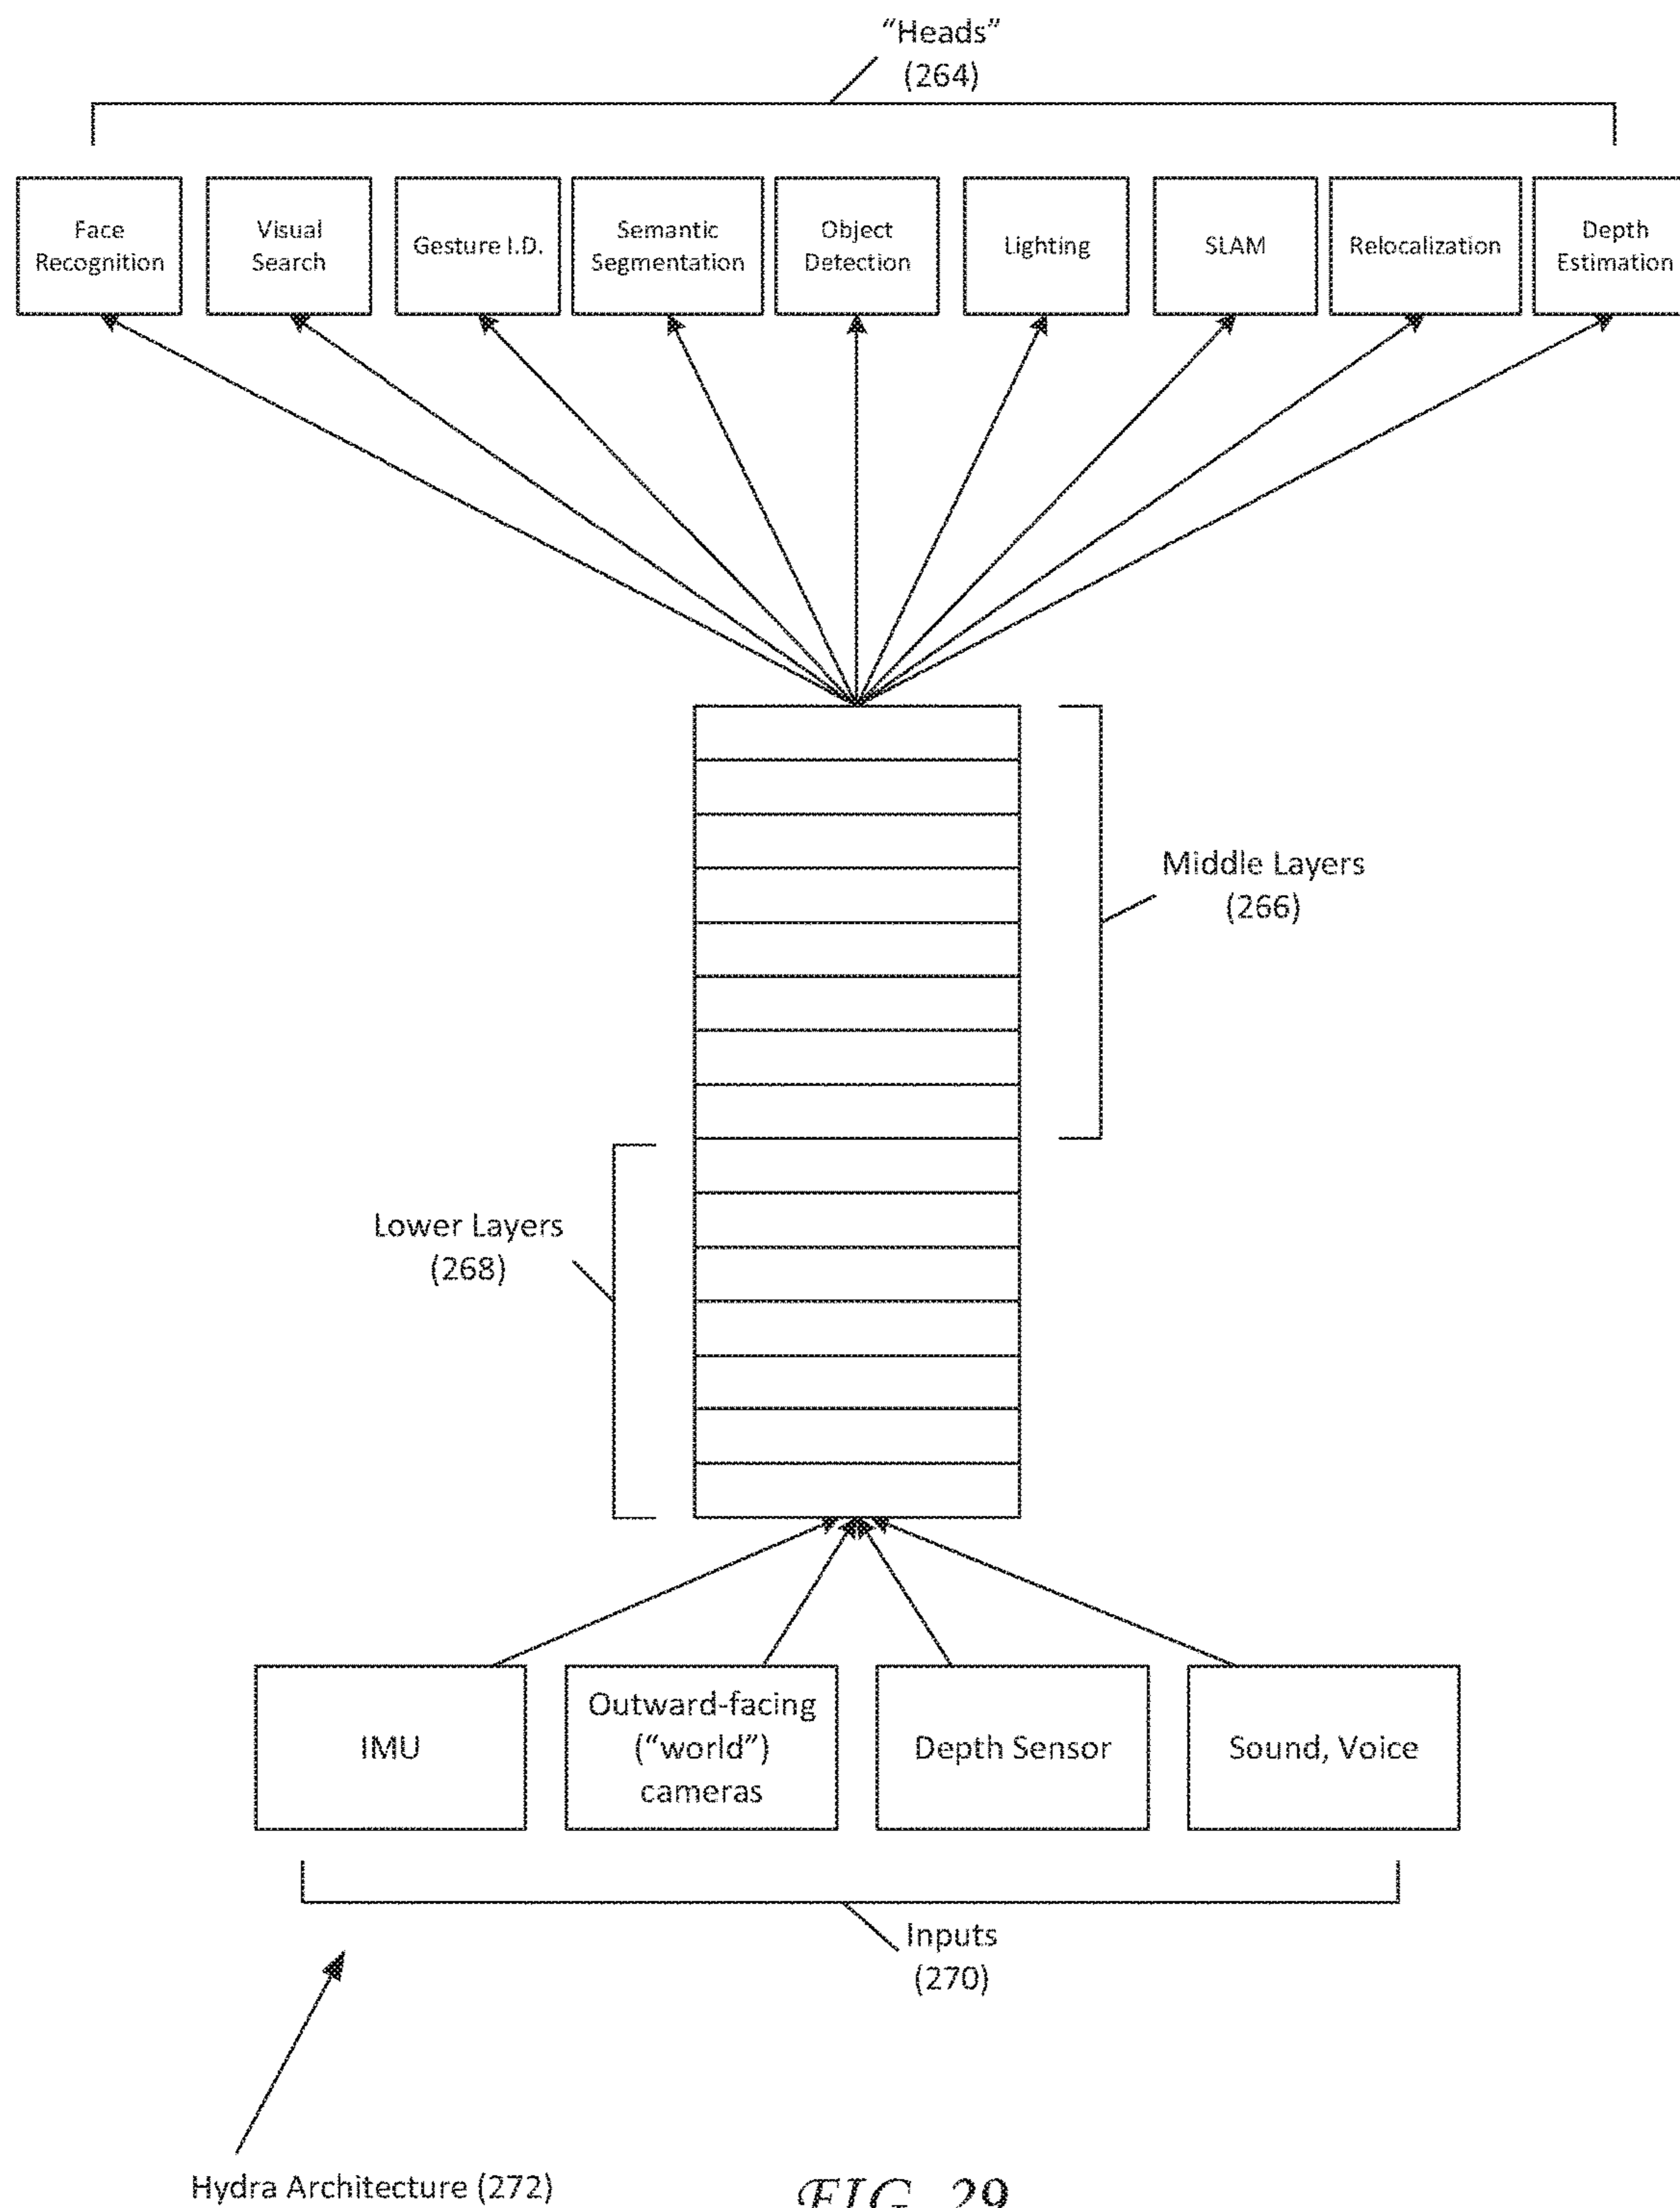 “Heads”
(264)
Face
Recognition
Visual
Search
Gesture I.D.
Semantic
Segmentation
Object
Detection
Lighting
SLAM
Relocalization
Depth
Estimation
Middle Layers
(266)
Lower Layers
(268)
IMU
Outward-facing
(“world”)
cameras
Depth Sensor
Sound, Voice
Inputs
(270)
Hydra Architecture (272)
FIG. 29